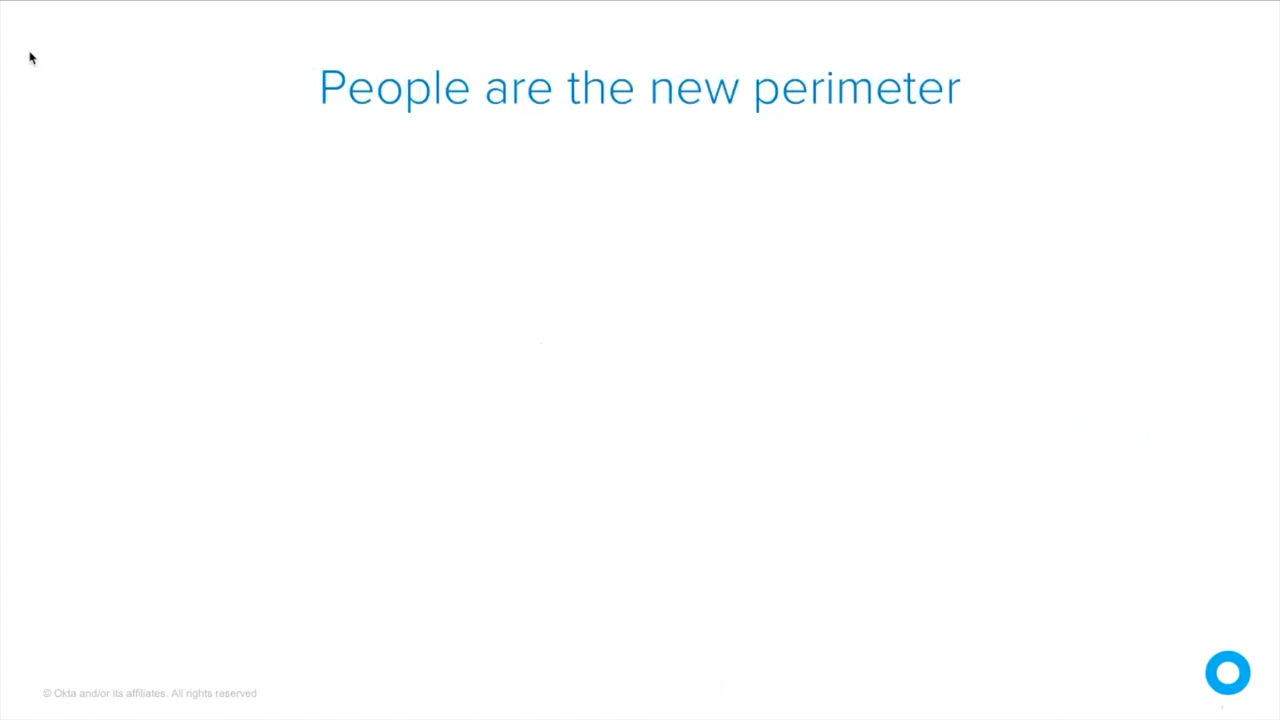 People are the new perimeter
© Okta and/or its affiliates. All rights reserved